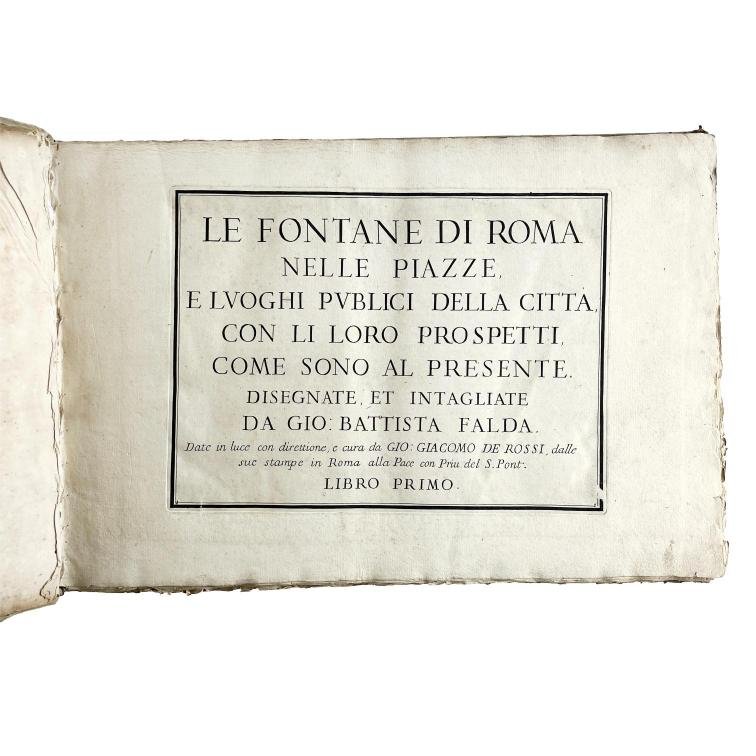 LE FONTANE DI ROMA
NELLE PIAZZE,
E LVOGHI PVBLICI DELLA CITTÀ,
CON LI LORO PROSPETTI,
COME SONO AL PRESENTE.
DISEGNATE, ET INTAGLIATE
DA GIO: BATTISTA FALDA.
Date in luce con direttione, e cura da GIO: GIACOMO DE ROSSI, dalle
sue stampe in Roma alla Pace con Priu del S. Pont.
LIBRO PRIMO.